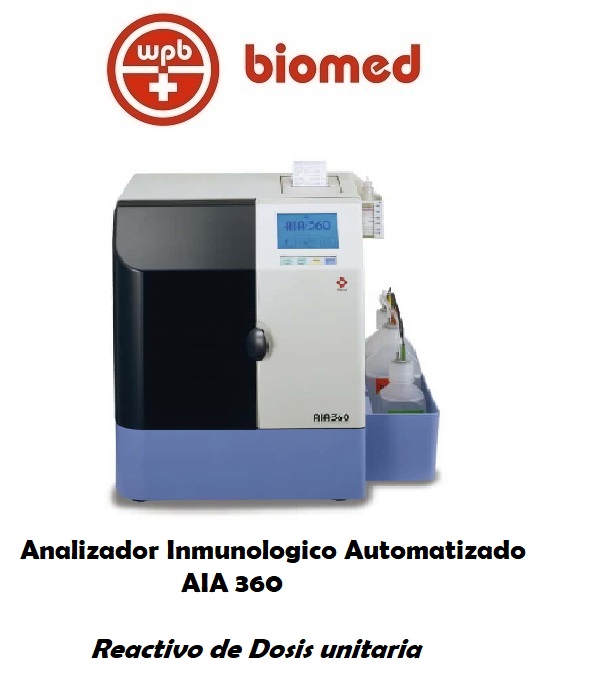 wpb
biomed
AIA-360
AIA360
Analizador Inmunologico Automatizado
AIA 360
Reactivo de Dosis unitaria